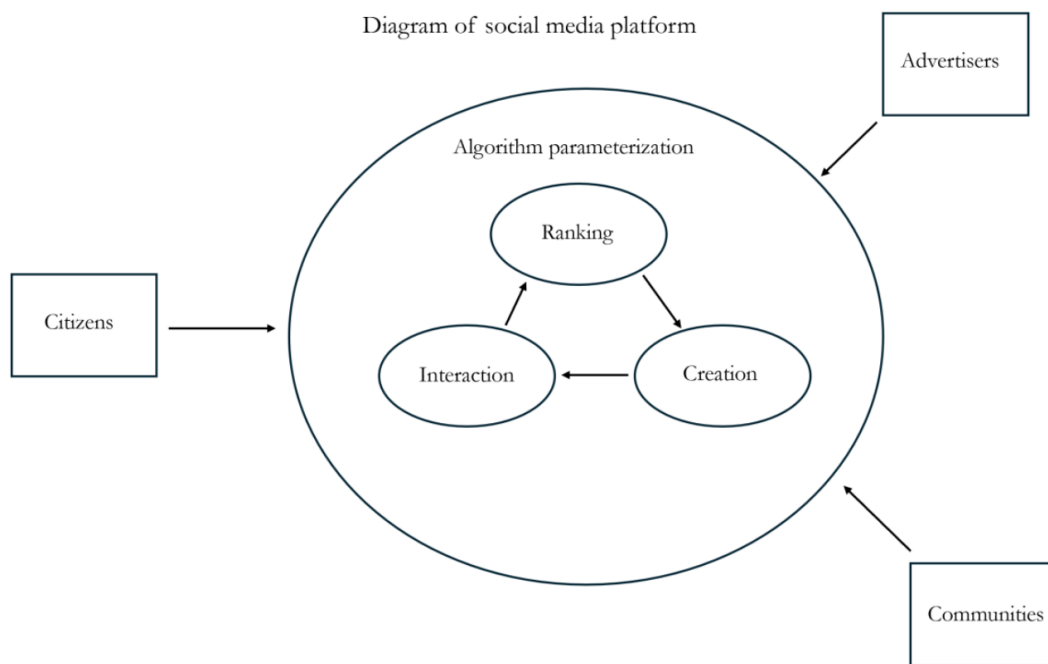 Diagram of social media platform
Advertisers
Algorithm parameterization
Ranking
Citizens
Interaction
Creation
Communities